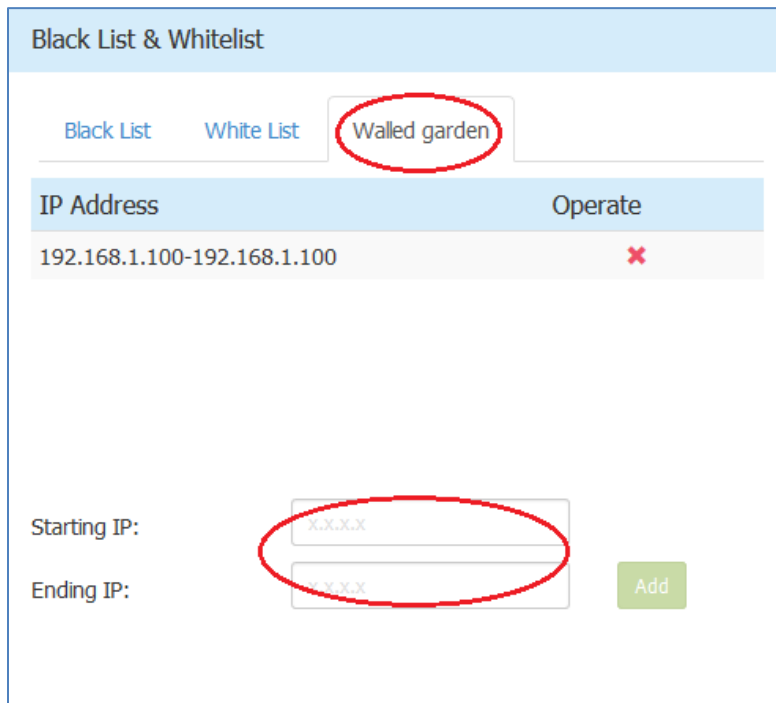 Black List & Whitelist
Black List White List Walled garden
IP Address Operate
192.168.1.100-192.168.1.100
Starting IP: x.x.x.x
Ending IP: x.x.x.x Add